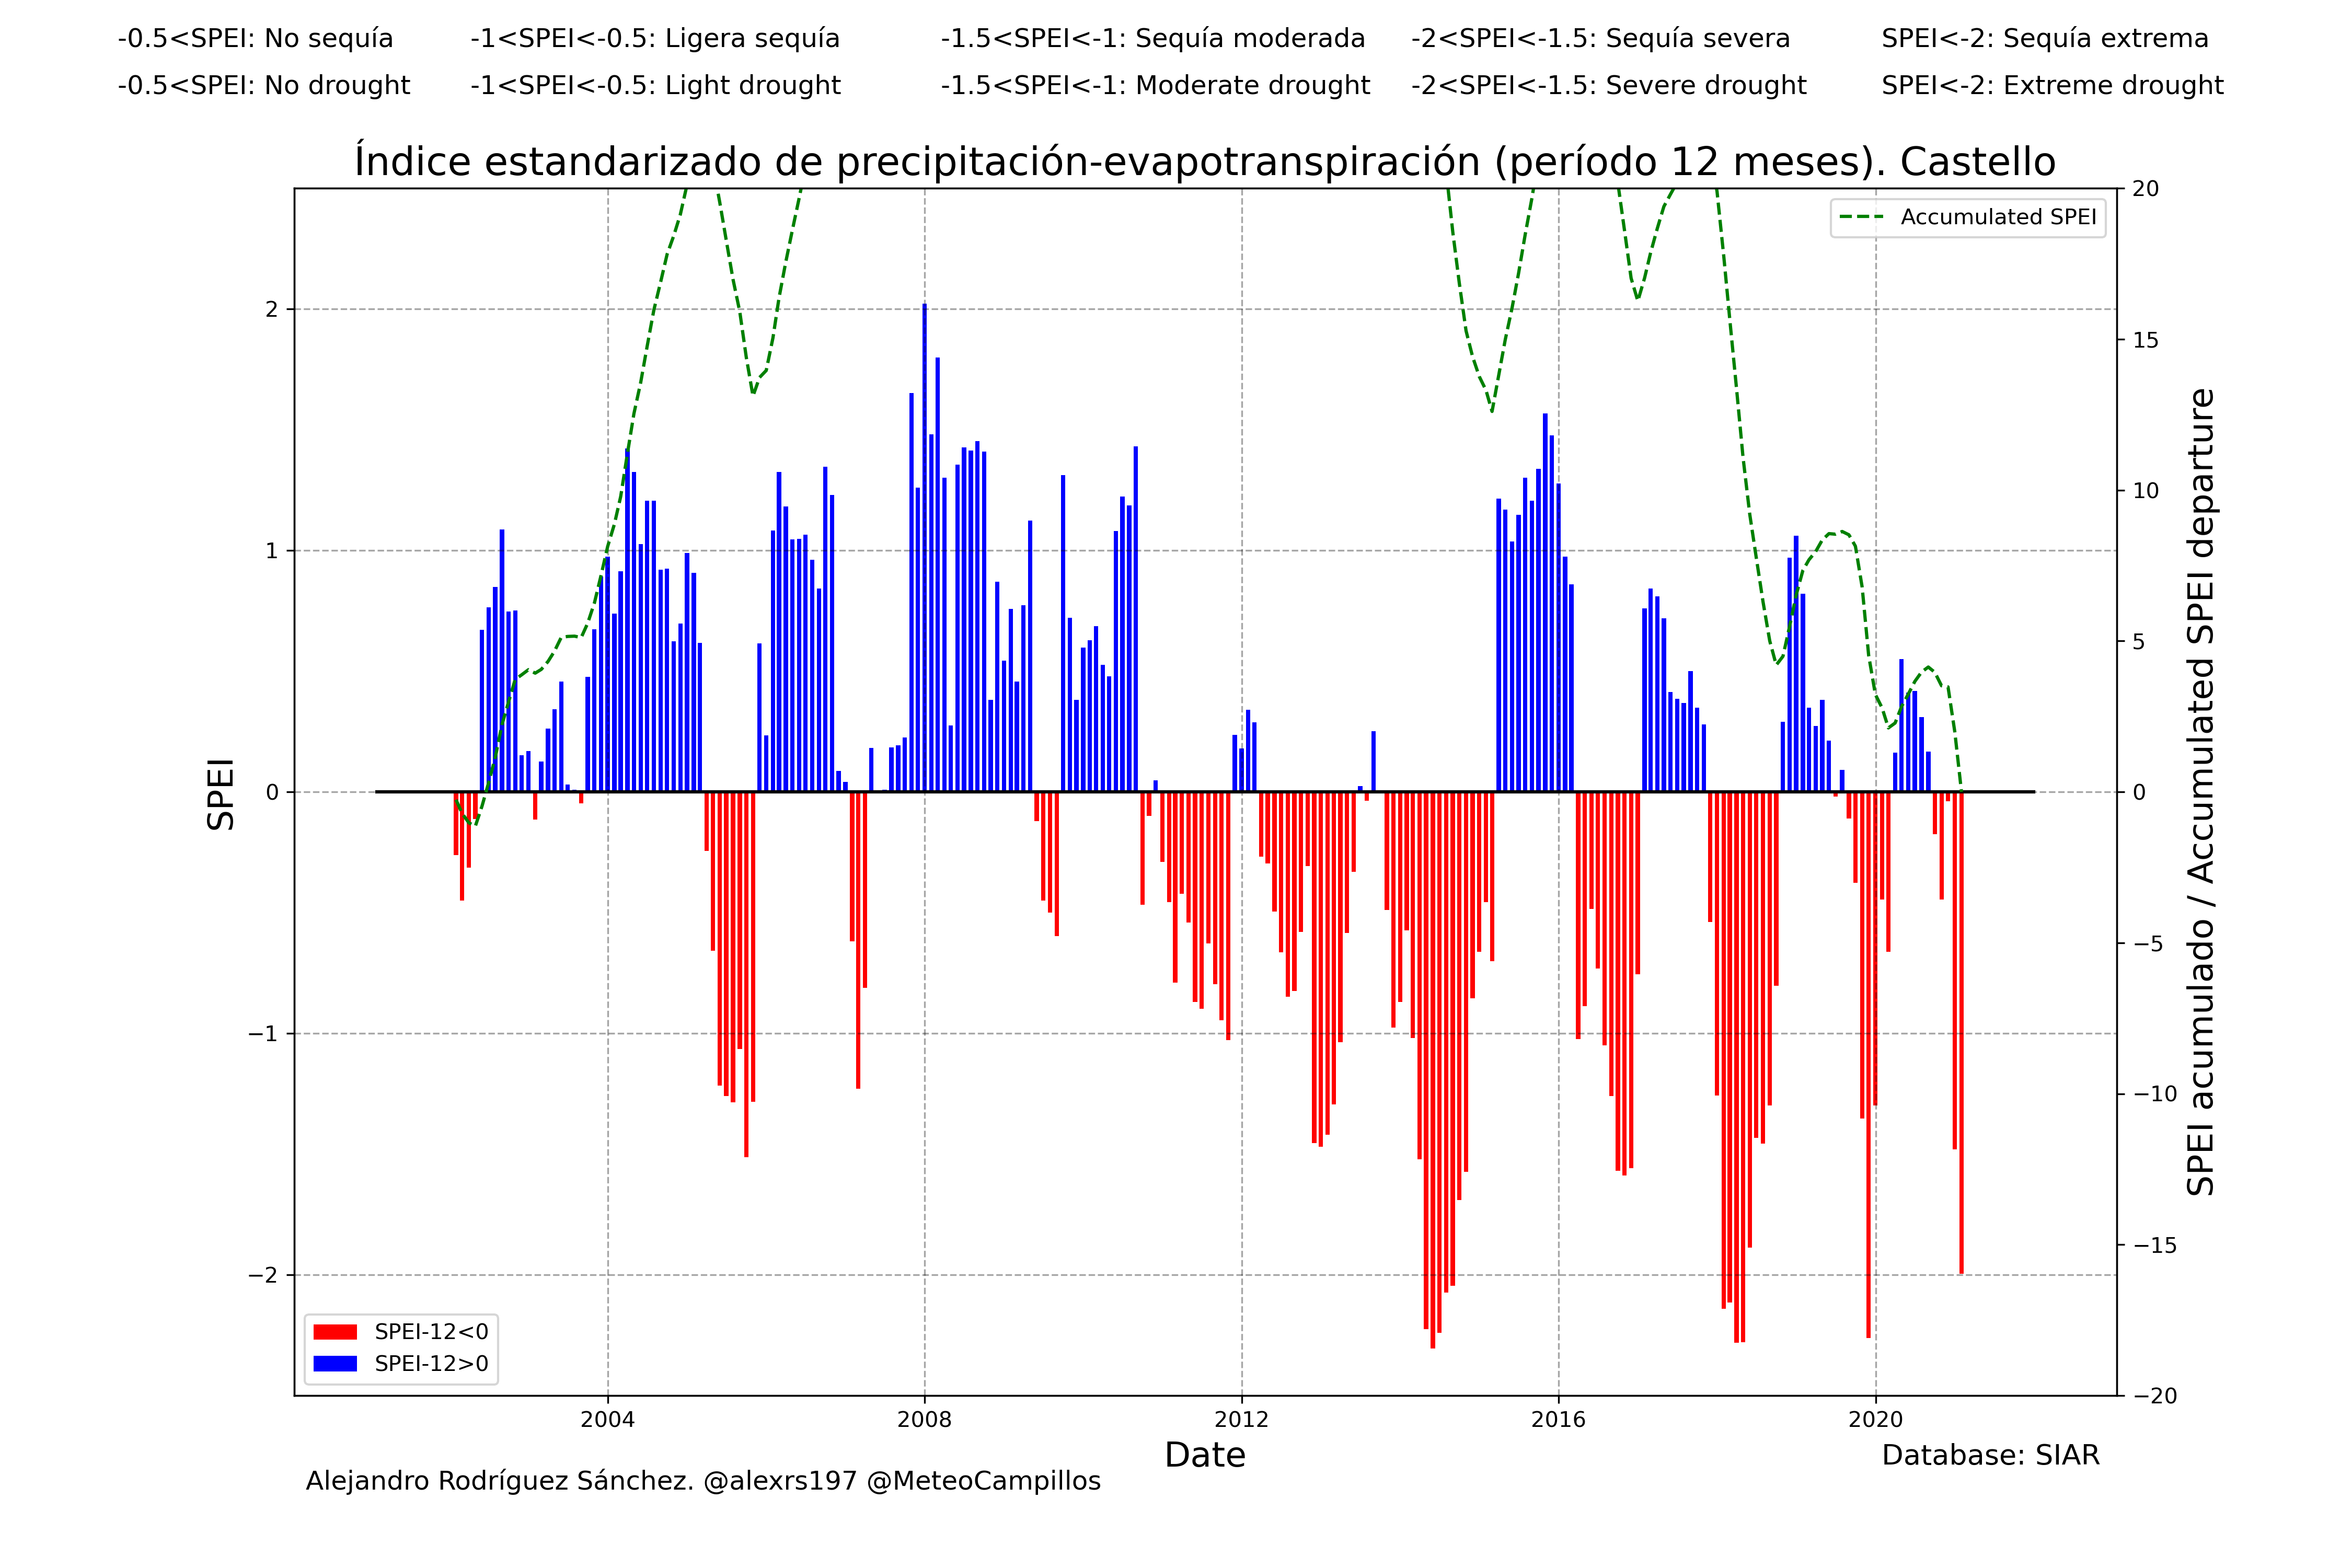 -0.5<SPEI: No sequía -1<SPEI<-0.5: Ligera sequía -1.5<SPEI<-1: Sequía moderada -2<SPEI<-1.5: Sequía severa SPEI<-2: Sequía extrema
-0.5<SPEI: No drought -1<SPEI<-0.5: Light drought -1.5<SPEI<-1: Moderate drought -2<SPEI<-1.5: Severe drought SPEI<-2: Extreme drought
Índice estandarizado de precipitación-evapotranspiración (período 12 meses). Castello
Accumulated SPEI
SPEI
2
1
0
−1
−2
20
15
10
5
0
−5
−10
−15
−20
SPEI acumulado / Accumulated SPEI departure
SPEI-12<0
SPEI-12>0
2004 2008 2012 2016 2020
Date
Database: SIAR
Alejandro Rodríguez Sánchez. @alexrs197 @MeteoCampillos